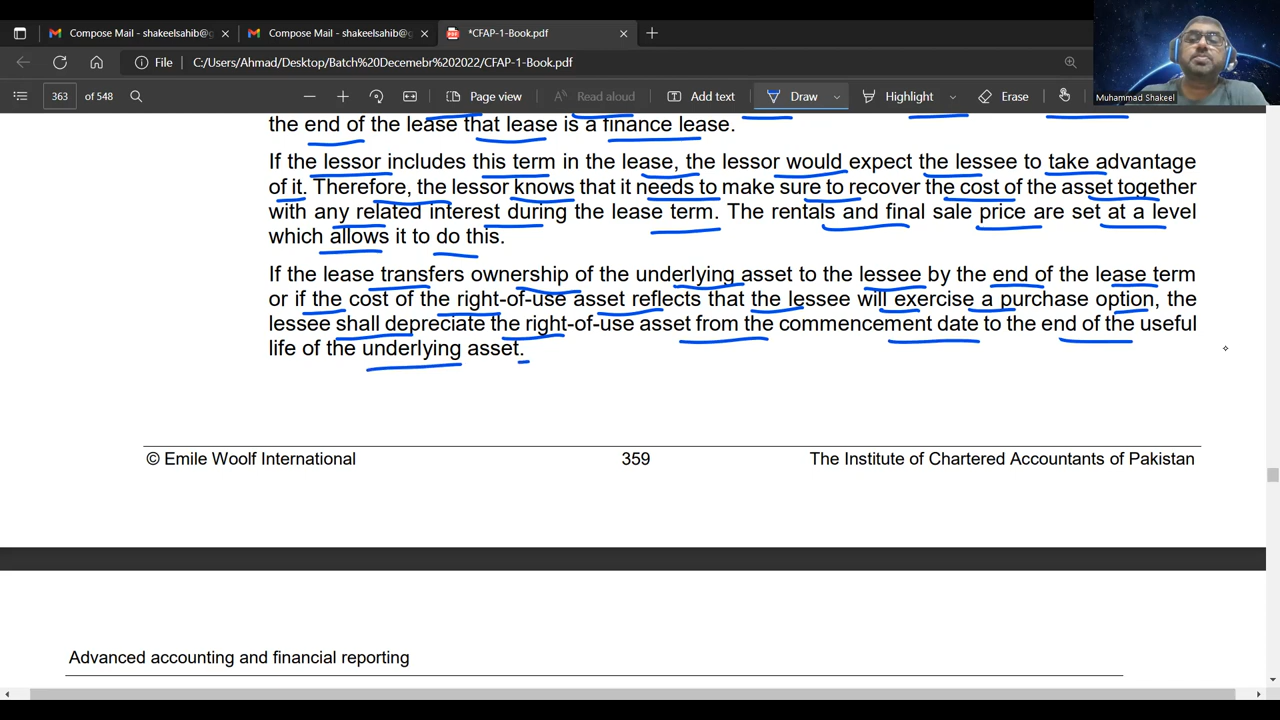 Compose Mail - shakeelsahib@g
Compose Mail - shakeelsahib@g
*CFAP-1-Book.pdf
File
C:/Users/Ahmad/Desktop/Batch%20Decemebr%202022/CFAP-1-Book.pdf
363 of 548
Page view
Read aloud
Add text
Draw
Highlight
Erase
Muhammad Shakeel
the end of the lease that lease is a finance lease.
If the lessor includes this term in the lease, the lessor would expect the lessee to take advantage
of it. Therefore, the lessor knows that it needs to make sure to recover the cost of the asset together
with any related interest during the lease term. The rentals and final sale price are set at a level
which allows it to do this.
If the lease transfers ownership of the underlying asset to the lessee by the end of the lease term
or if the cost of the right-of-use asset reflects that the lessee will exercise a purchase option, the
lessee shall depreciate the right-of-use asset from the commencement date to the end of the useful
life of the underlying asset.
© Emile Woolf International
359
The Institute of Chartered Accountants of Pakistan
Advanced accounting and financial reporting